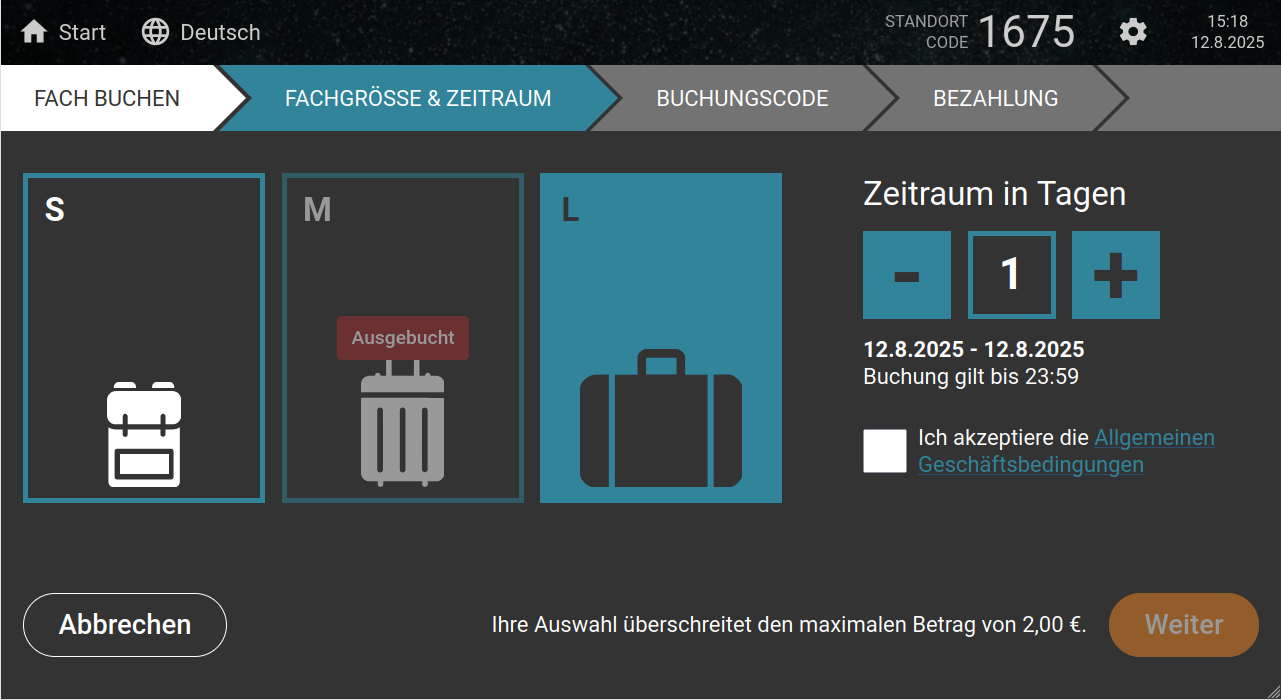 Start
Deutsch
STANDORT
CODE
1675
15:18
12.8.2025
FACH BUCHEN
FACHGRÖSSE & ZEITRAUM
BUCHUNGSCODE
BEZAHLUNG
S
M
Ausgebucht
L
Zeitraum in Tagen
- 1 +
12.8.2025 - 12.8.2025
Buchung gilt bis 23:59
Ich akzeptiere die Allgemeinen
Geschäftsbedingungen
Abbrechen
Ihre Auswahl überschreitet den maximalen Betrag von 2,00 €.
Weiter